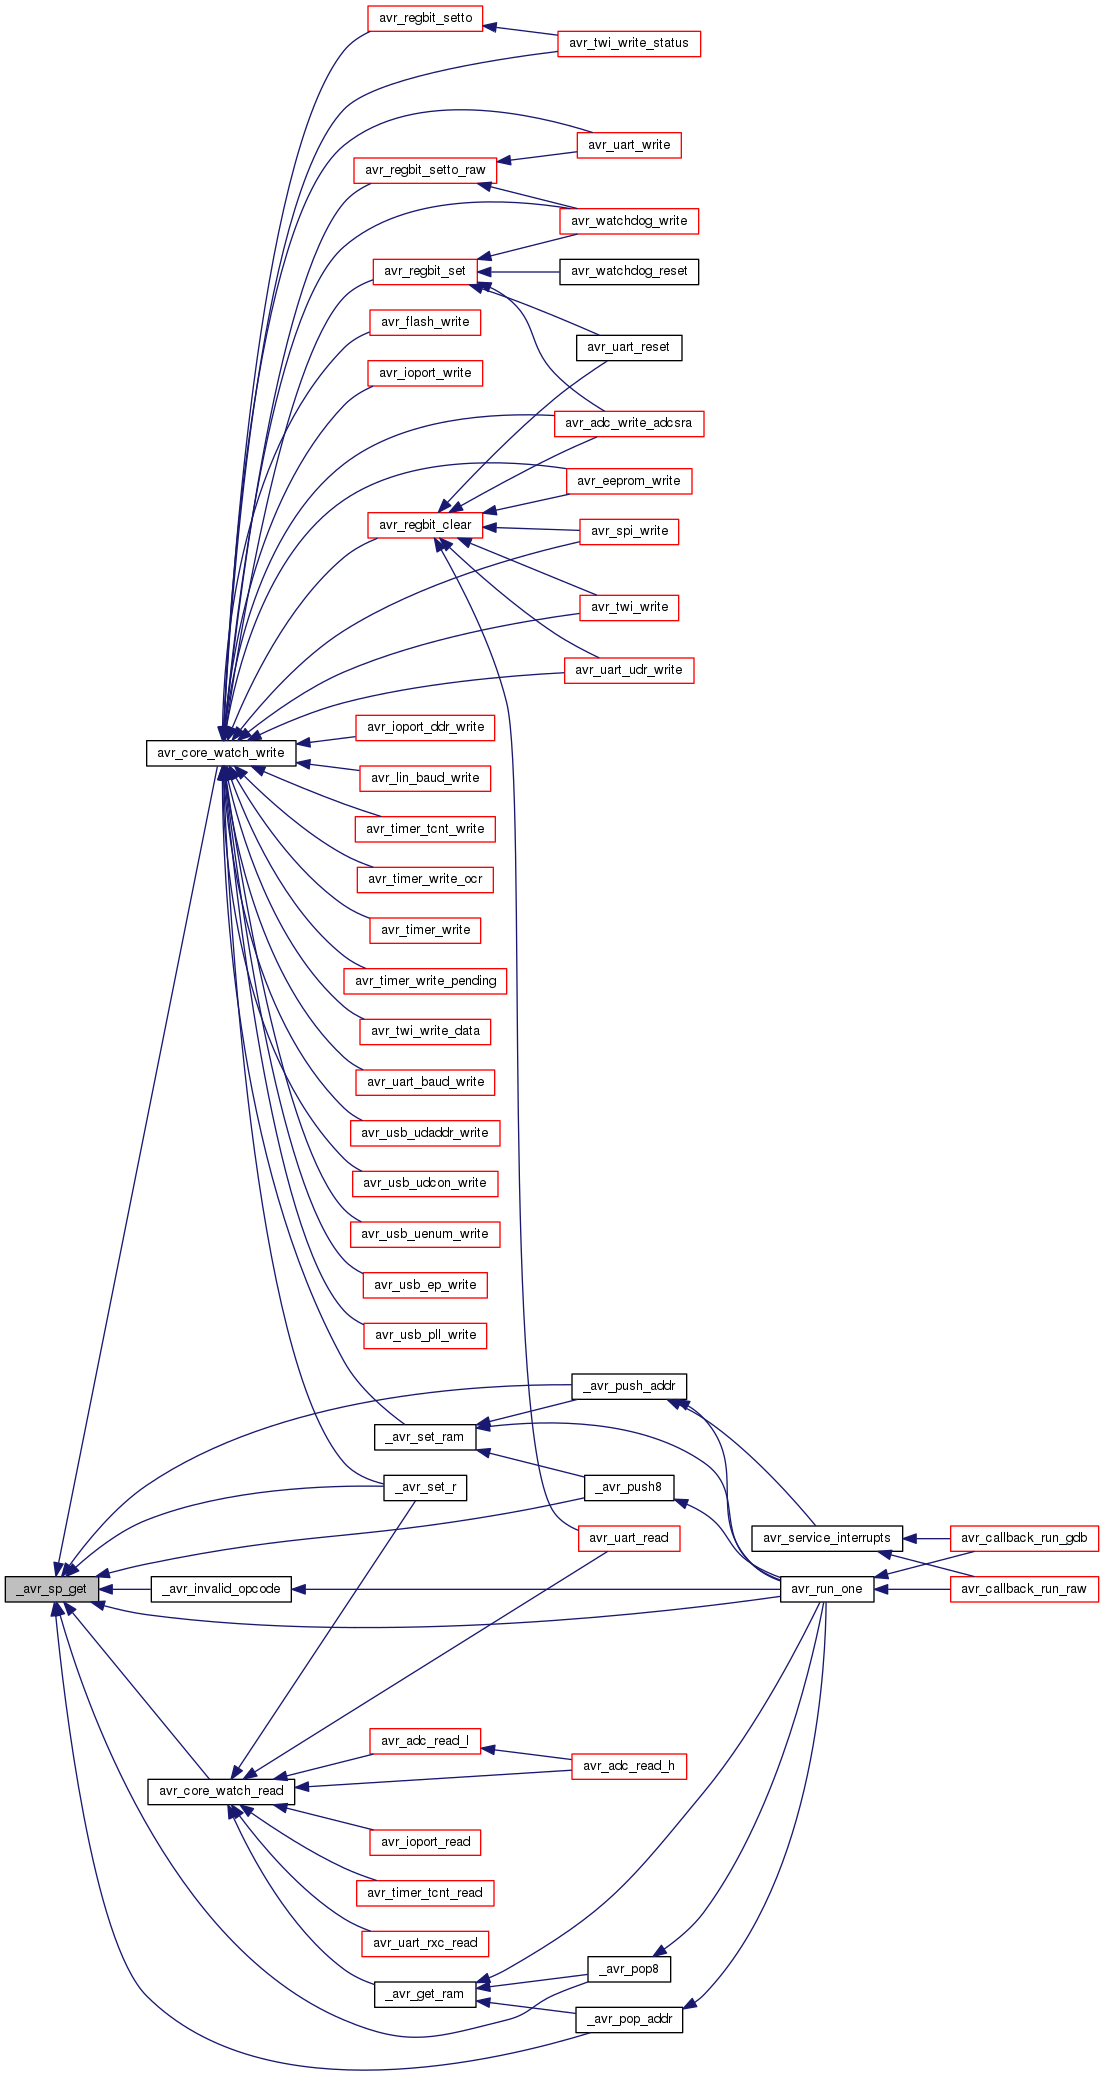 avr_regbit_setto
avr_twi_write_status
avr_uart_write
avr_regbit_setto_raw
avr_watchdog_write
avr_regbit_set
avr_watchdog_reset
avr_flash_write
avr_uart_reset
avr_ioport_write
avr_adc_write_adcsra
avr_eeprom_write
avr_regbit_clear
avr_spi_write
avr_twi_write
avr_uart_udr_write
avr_ioport_ddr_write
avr_core_watch_write
avr_lin_baud_write
avr_timer_tcnt_write
avr_timer_write_ocr
avr_timer_write
avr_timer_write_pending
avr_twi_write_data
avr_uart_baud_write
avr_usb_udaddr_write
avr_usb_udcon_write
avr_usb_uenum_write
avr_usb_ep_write
avr_usb_pll_write
_avr_push_addr
_avr_set_ram
_avr_set_r
_avr_push8
avr_uart_read
avr_service_interrupts
avr_callback_run_gdb
_avr_sp_get
_avr_invalid_opcode
avr_run_one
avr_callback_run_raw
avr_adc_read_l
avr_adc_read_h
avr_core_watch_read
avr_ioport_read
avr_timer_tcnt_read
avr_uart_rxc_read
_avr_pop8
_avr_get_ram
_avr_pop_addr